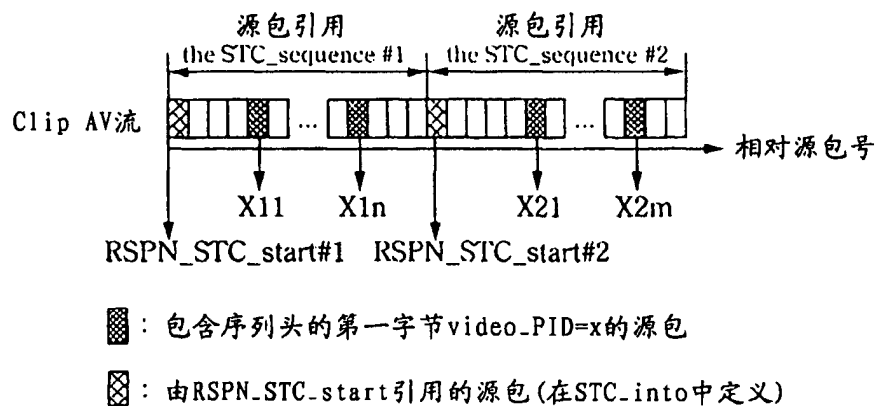 源包引用 源包引用
the STC_sequence #1 the STC_sequence #2
Clip AV流
...
...
相对源包号
X11 X1n X21 X2m
RSPN_STC_start#1 RSPN_STC_start#2
: 包含序列头的第一字节video_PID=x的源包
: 由RSPN_STC_start引用的源包(在STC_into中定义)